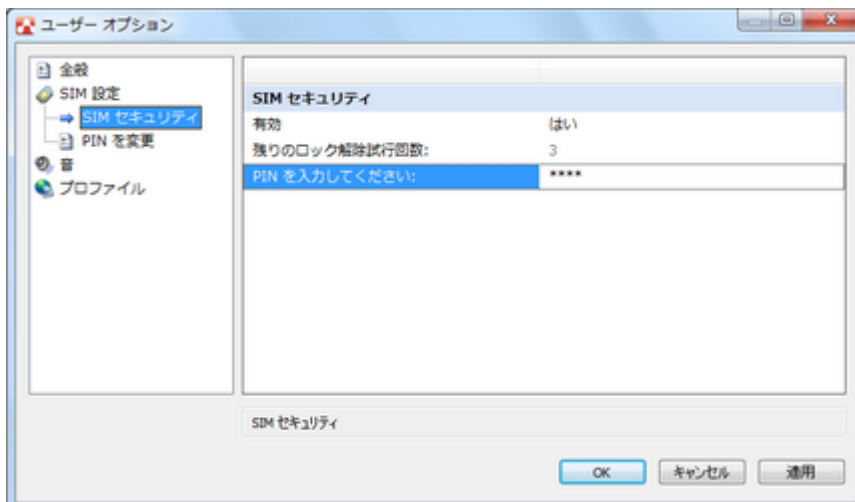 ユーザー オプション
全般
SIM 設定
SIM セキュリティ
PIN を変更
音
プロファイル
SIM セキュリティ
有効 はい
残りのロック解除試行回数: 3
PIN を入力してください: ****
SIM セキュリティ
OK キャンセル 適用